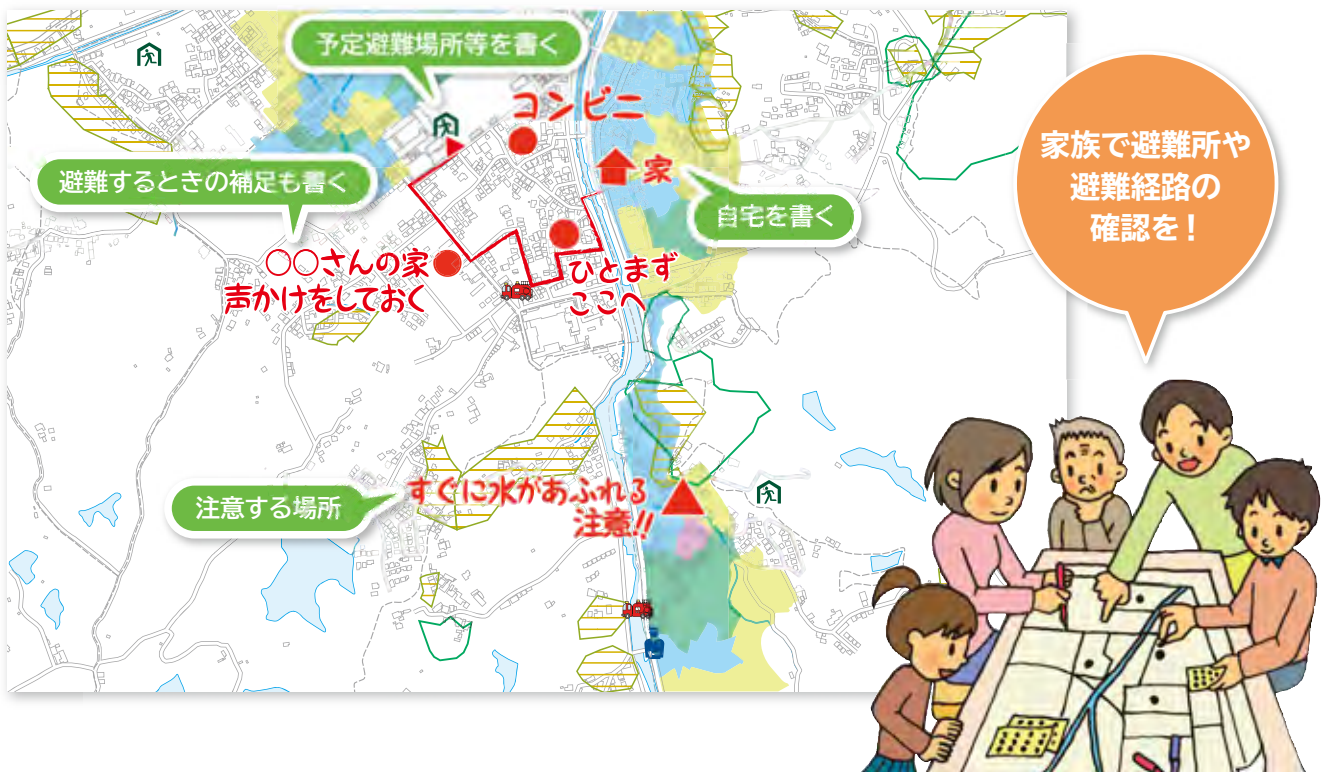 予定避難場所等を書く
コンビニ
家
避難するときの補足も書く
自宅を書く
○○さんの家
声かけをしておく
ひとまず
ここへ
注意する場所
すぐに水があふれる
注意!!
家族で避難所や
避難経路の
確認を！